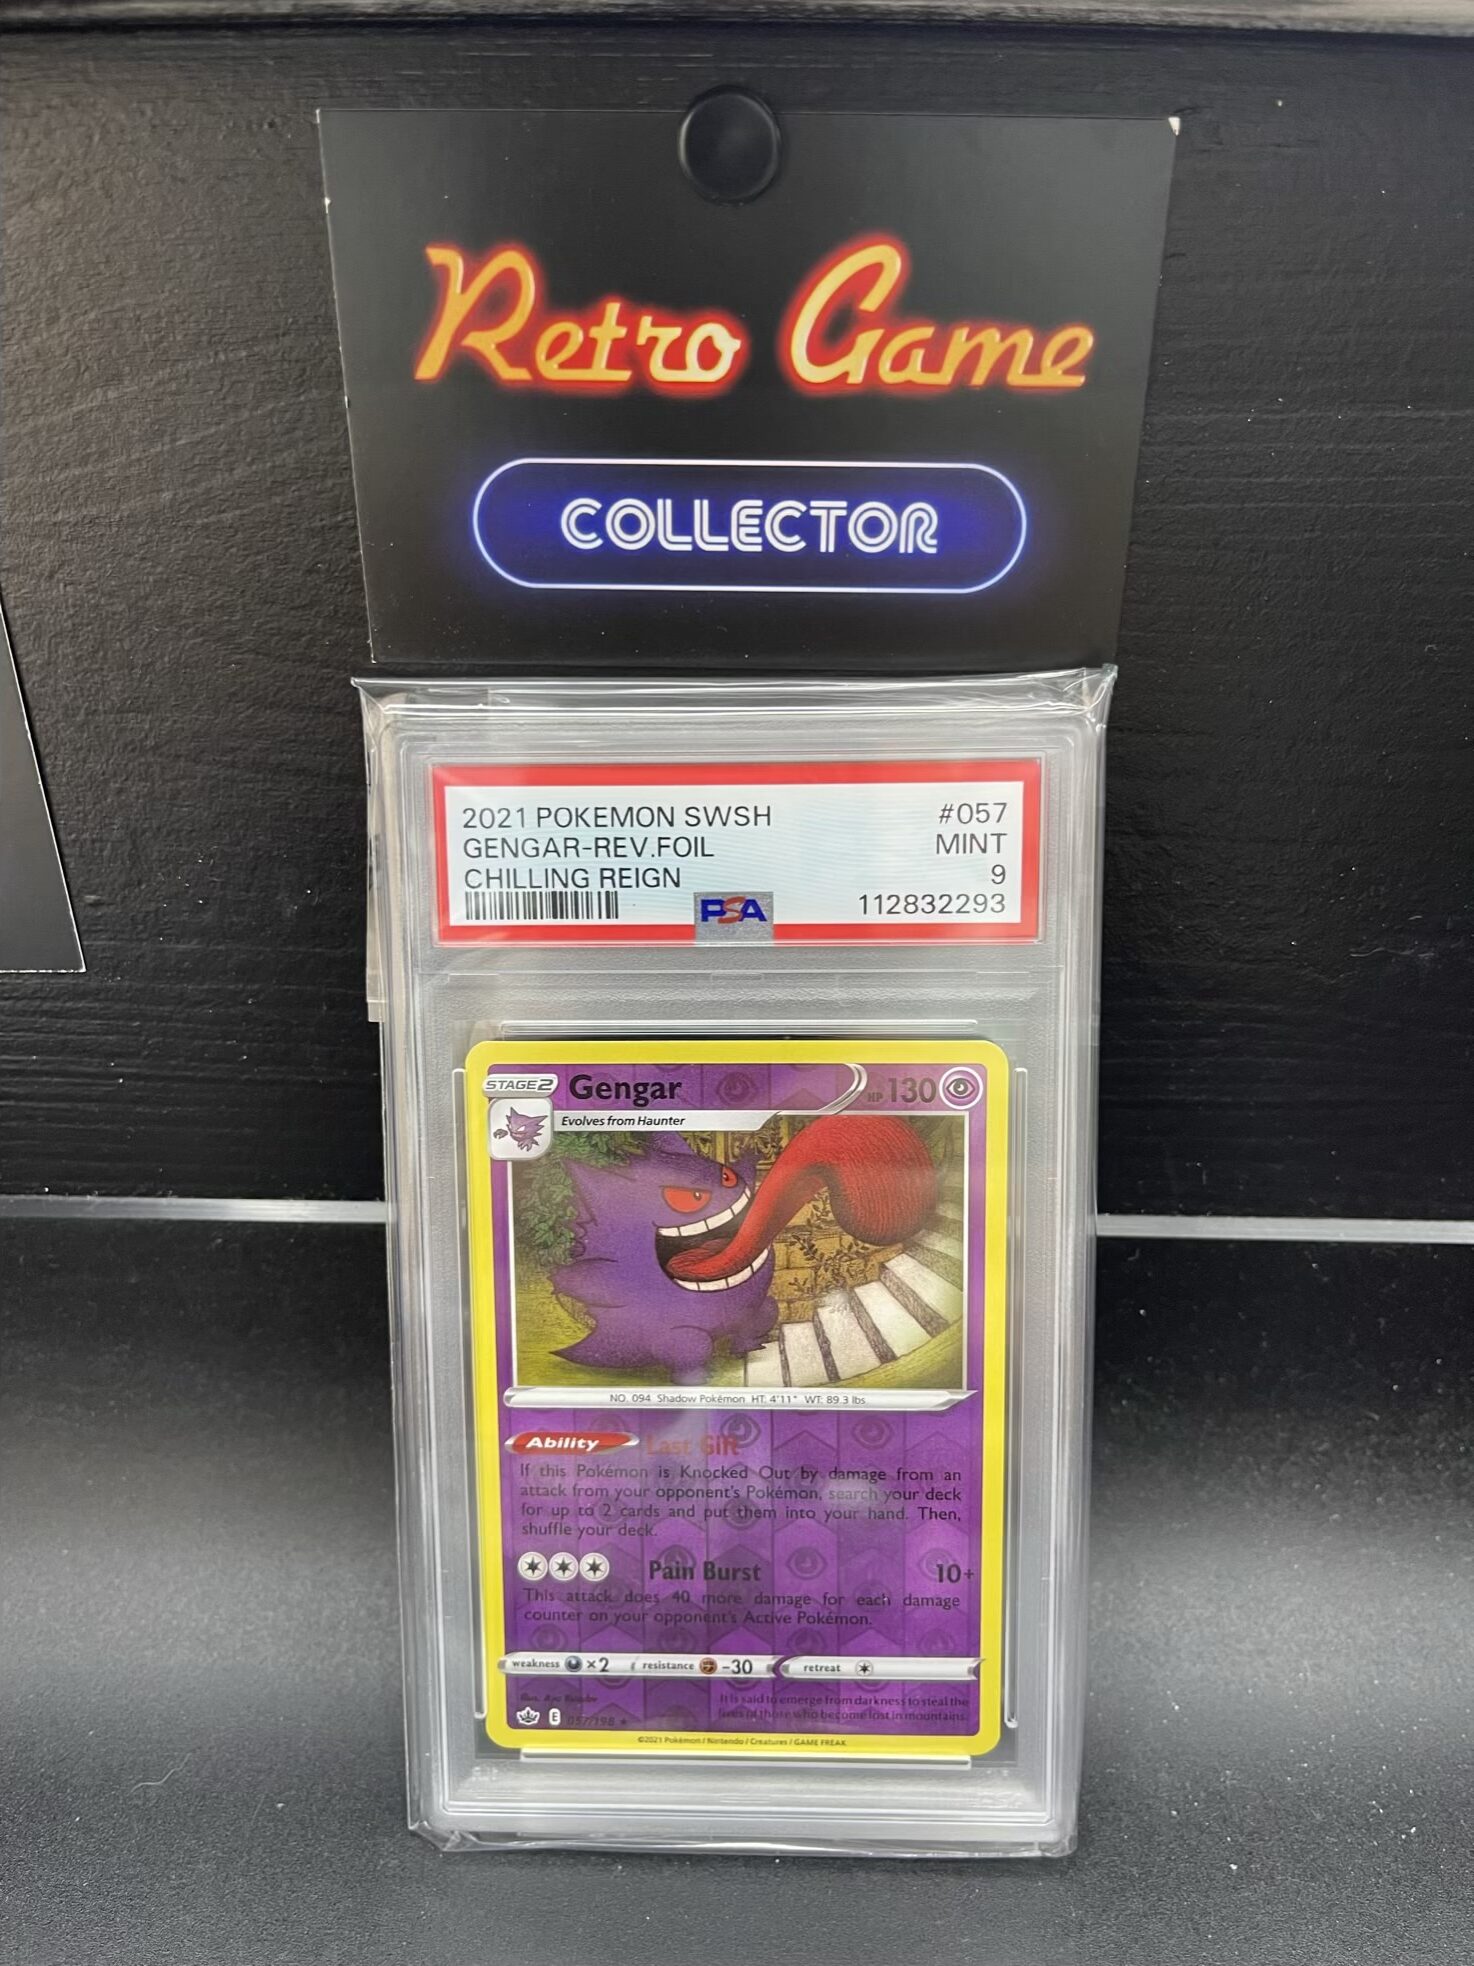 Retro Game
COLLECTOR
2021 POKEMON SWSH #057
GENGAR-REV.FOIL MINT
CHILLING REIGN 9
PSA 112832293
STAGE 2 Gengar HP 130
Evolves from Haunter
NO. 094 Shadow Pokémon HT: 4'11" WT: 89.3 lbs.
Ability Last Gift
If this Pokémon is Knocked Out by damage from an
attack from your opponent's Pokémon, search your deck
for up to 2 cards and put them into your hand. Then,
shuffle your deck.
Pain Burst 10+
This attack does 40 more damage for each damage
counter on your opponent's Active Pokémon.
weakness ×2 resistance -30 retreat
It is said to emerge from darkness to steal the
lives of those who become lost in mountains.
E 057/198 ★
©2021 Pokémon / Nintendo / Creatures / GAME FREAK